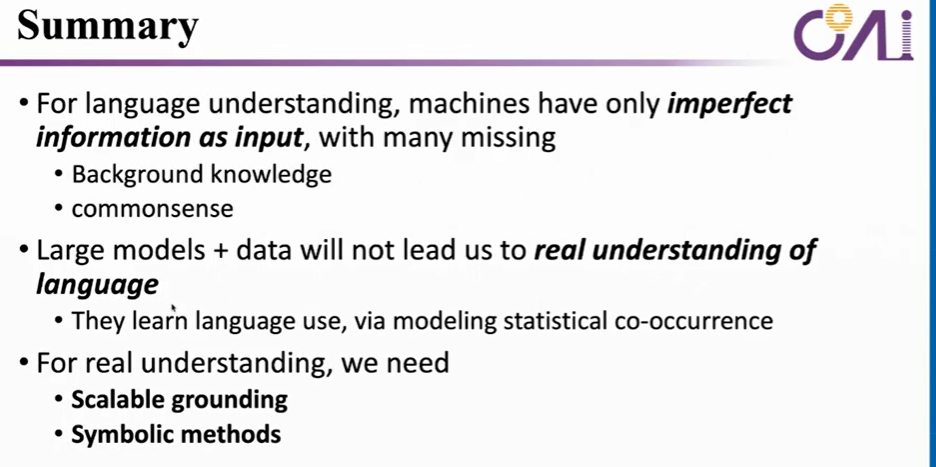 Summary
COAI
• For language understanding, machines have only imperfect
information as input, with many missing
• Background knowledge
• commonsense
• Large models + data will not lead us to real understanding of
language
• They learn language use, via modeling statistical co-occurrence
• For real understanding, we need
• Scalable grounding
• Symbolic methods